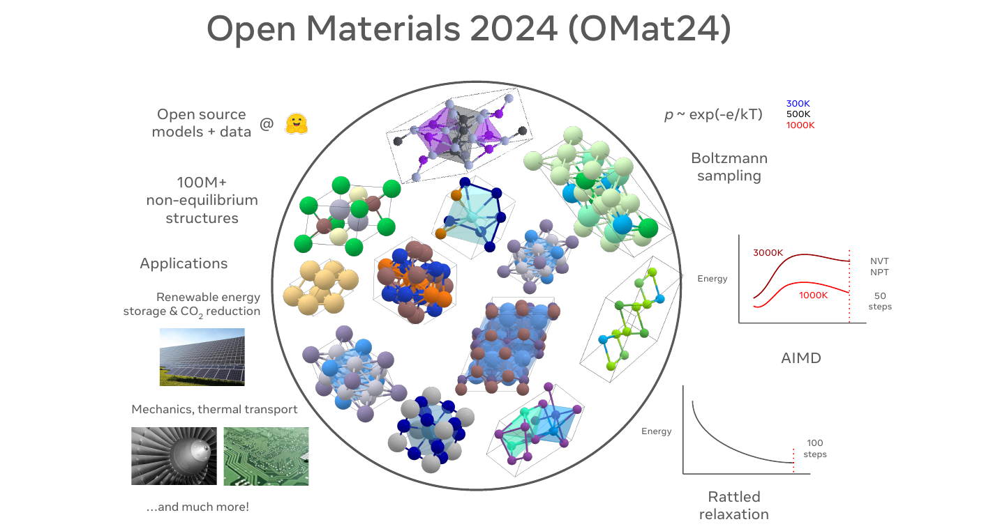 Open Materials 2024 (OMat24)
Open source
models + data @
100M+
non-equilibrium
structures
Applications
Renewable energy
storage & CO2 reduction
Mechanics, thermal transport
...and much more!
p ~ exp(-e/kT)
300K
500K
1000K
Boltzmann
sampling
Energy
3000K
1000K
NVT
NPT
50
steps
AIMD
Energy
100
steps
Rattled
relaxation